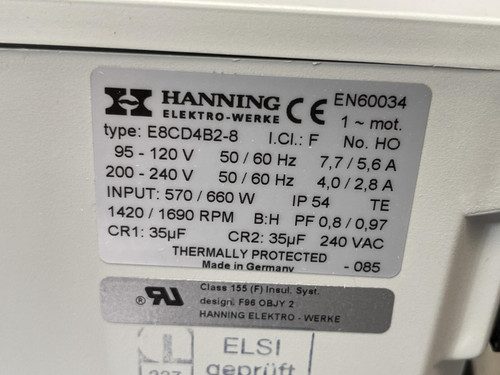 HANNING CE EN60034
ELEKTRO-WERKE 1 ~ mot.
type: E8CD4B2-8 I.Cl.: F No. HO
95 - 120 V 50 / 60 Hz 7,7 / 5,6 A
200 - 240 V 50 / 60 Hz 4,0 / 2,8 A
INPUT: 570 / 660 W IP 54 TE
1420 / 1690 RPM B:H PF 0,8 / 0,97
CR1: 35µF CR2: 35µF 240 VAC
THERMALLY PROTECTED
Made in Germany - 085
Class 155 (F) Insul. Syst.
design: F96 OBJY 2
HANNING ELEKTRO - WERKE
ELSI
geprüft